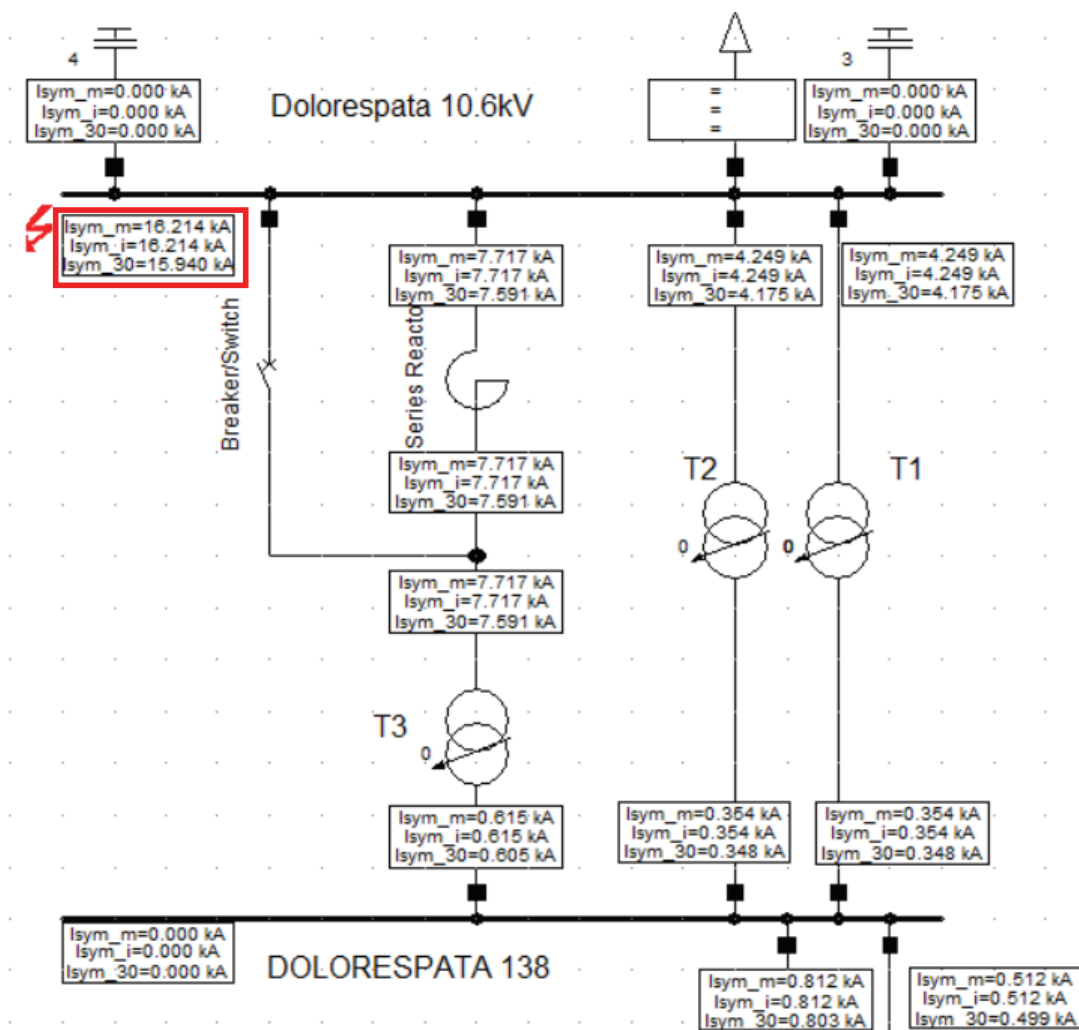 4
3
Isym_m=0.000 kA
Isym_i=0.000 kA
Isym_30=0.000 kA
Dolorespata 10.6kV
=
=
=
Isym_m=0.000 kA
Isym_i=0.000 kA
Isym_30=0.000 kA
Isym_m=16.214 kA
Isym_i=16.214 kA
Isym_30=15.940 kA
Isym_m=7.717 kA
Isym_i=7.717 kA
Isym_30=7.591 kA
Isym_m=4.249 kA
Isym_i=4.249 kA
Isym_30=4.175 kA
Isym_m=4.249 kA
Isym_i=4.249 kA
Isym_30=4.175 kA
Breaker/Switch
Series Reacto
Isym_m=7.717 kA
Isym_i=7.717 kA
Isym_30=7.591 kA
T2
T1
0
0
Isym_m=7.717 kA
Isym_i=7.717 kA
Isym_30=7.591 kA
T3
0
Isym_m=0.615 kA
Isym_i=0.615 kA
Isym_30=0.605 kA
Isym_m=0.354 kA
Isym_i=0.354 kA
Isym_30=0.348 kA
Isym_m=0.354 kA
Isym_i=0.354 kA
Isym_30=0.348 kA
Isym_m=0.000 kA
Isym_i=0.000 kA
Isym_30=0.000 kA
DOLORESPATA 138
Isym_m=0.812 kA
Isym_i=0.812 kA
Isym_30=0.803 kA
Isym_m=0.512 kA
Isym_i=0.512 kA
Isym_30=0.499 kA